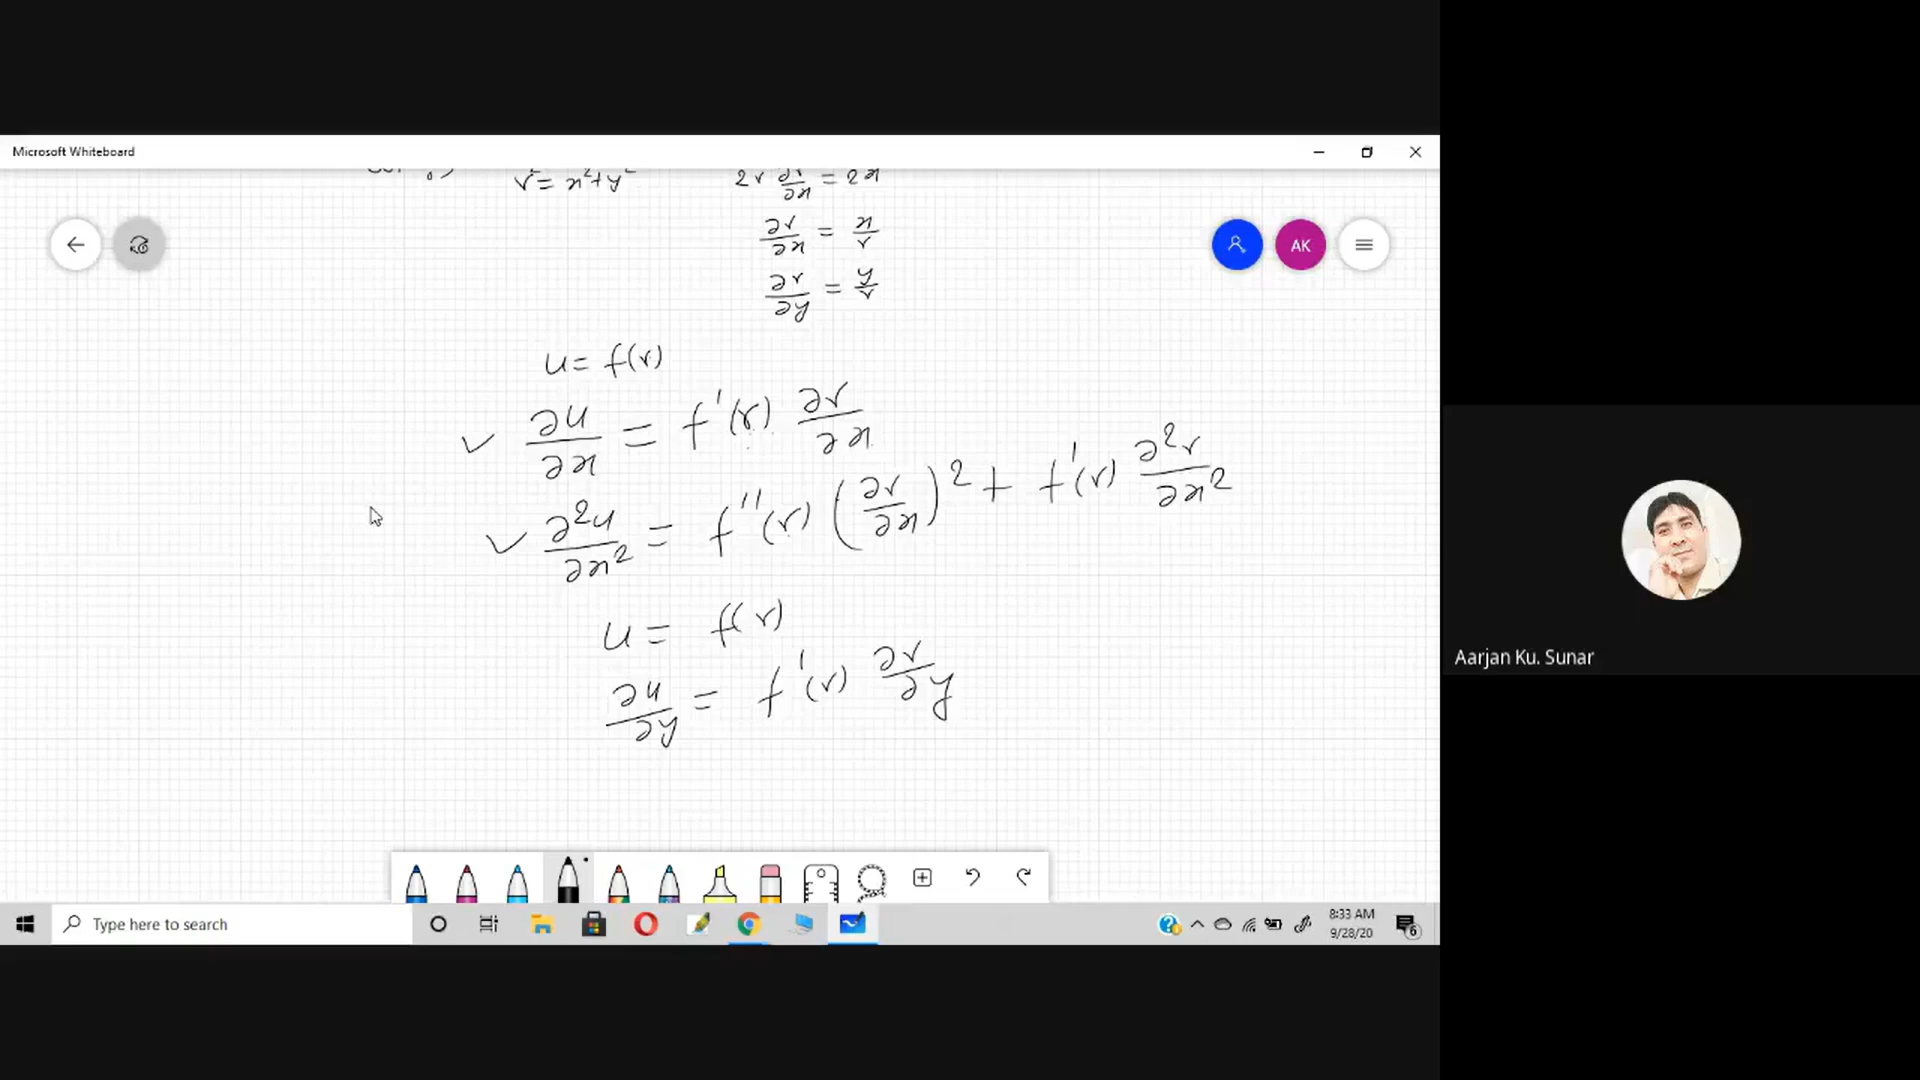 Microsoft Whiteboard
r² = x²+y²
2r ∂r/∂x = 2x
∂r/∂x = x/r
∂r/∂y = y/r
AK
u = f(r)
✓ ∂u/∂x = f'(r) ∂r/∂x
✓ ∂²u/∂x² = f''(r) (∂r/∂x)² + f'(r) ∂²r/∂x²
u = f(r)
∂u/∂y = f'(r) ∂r/∂y
Aarjan Ku. Sunar
Type here to search
8:33 AM
9/28/20
6